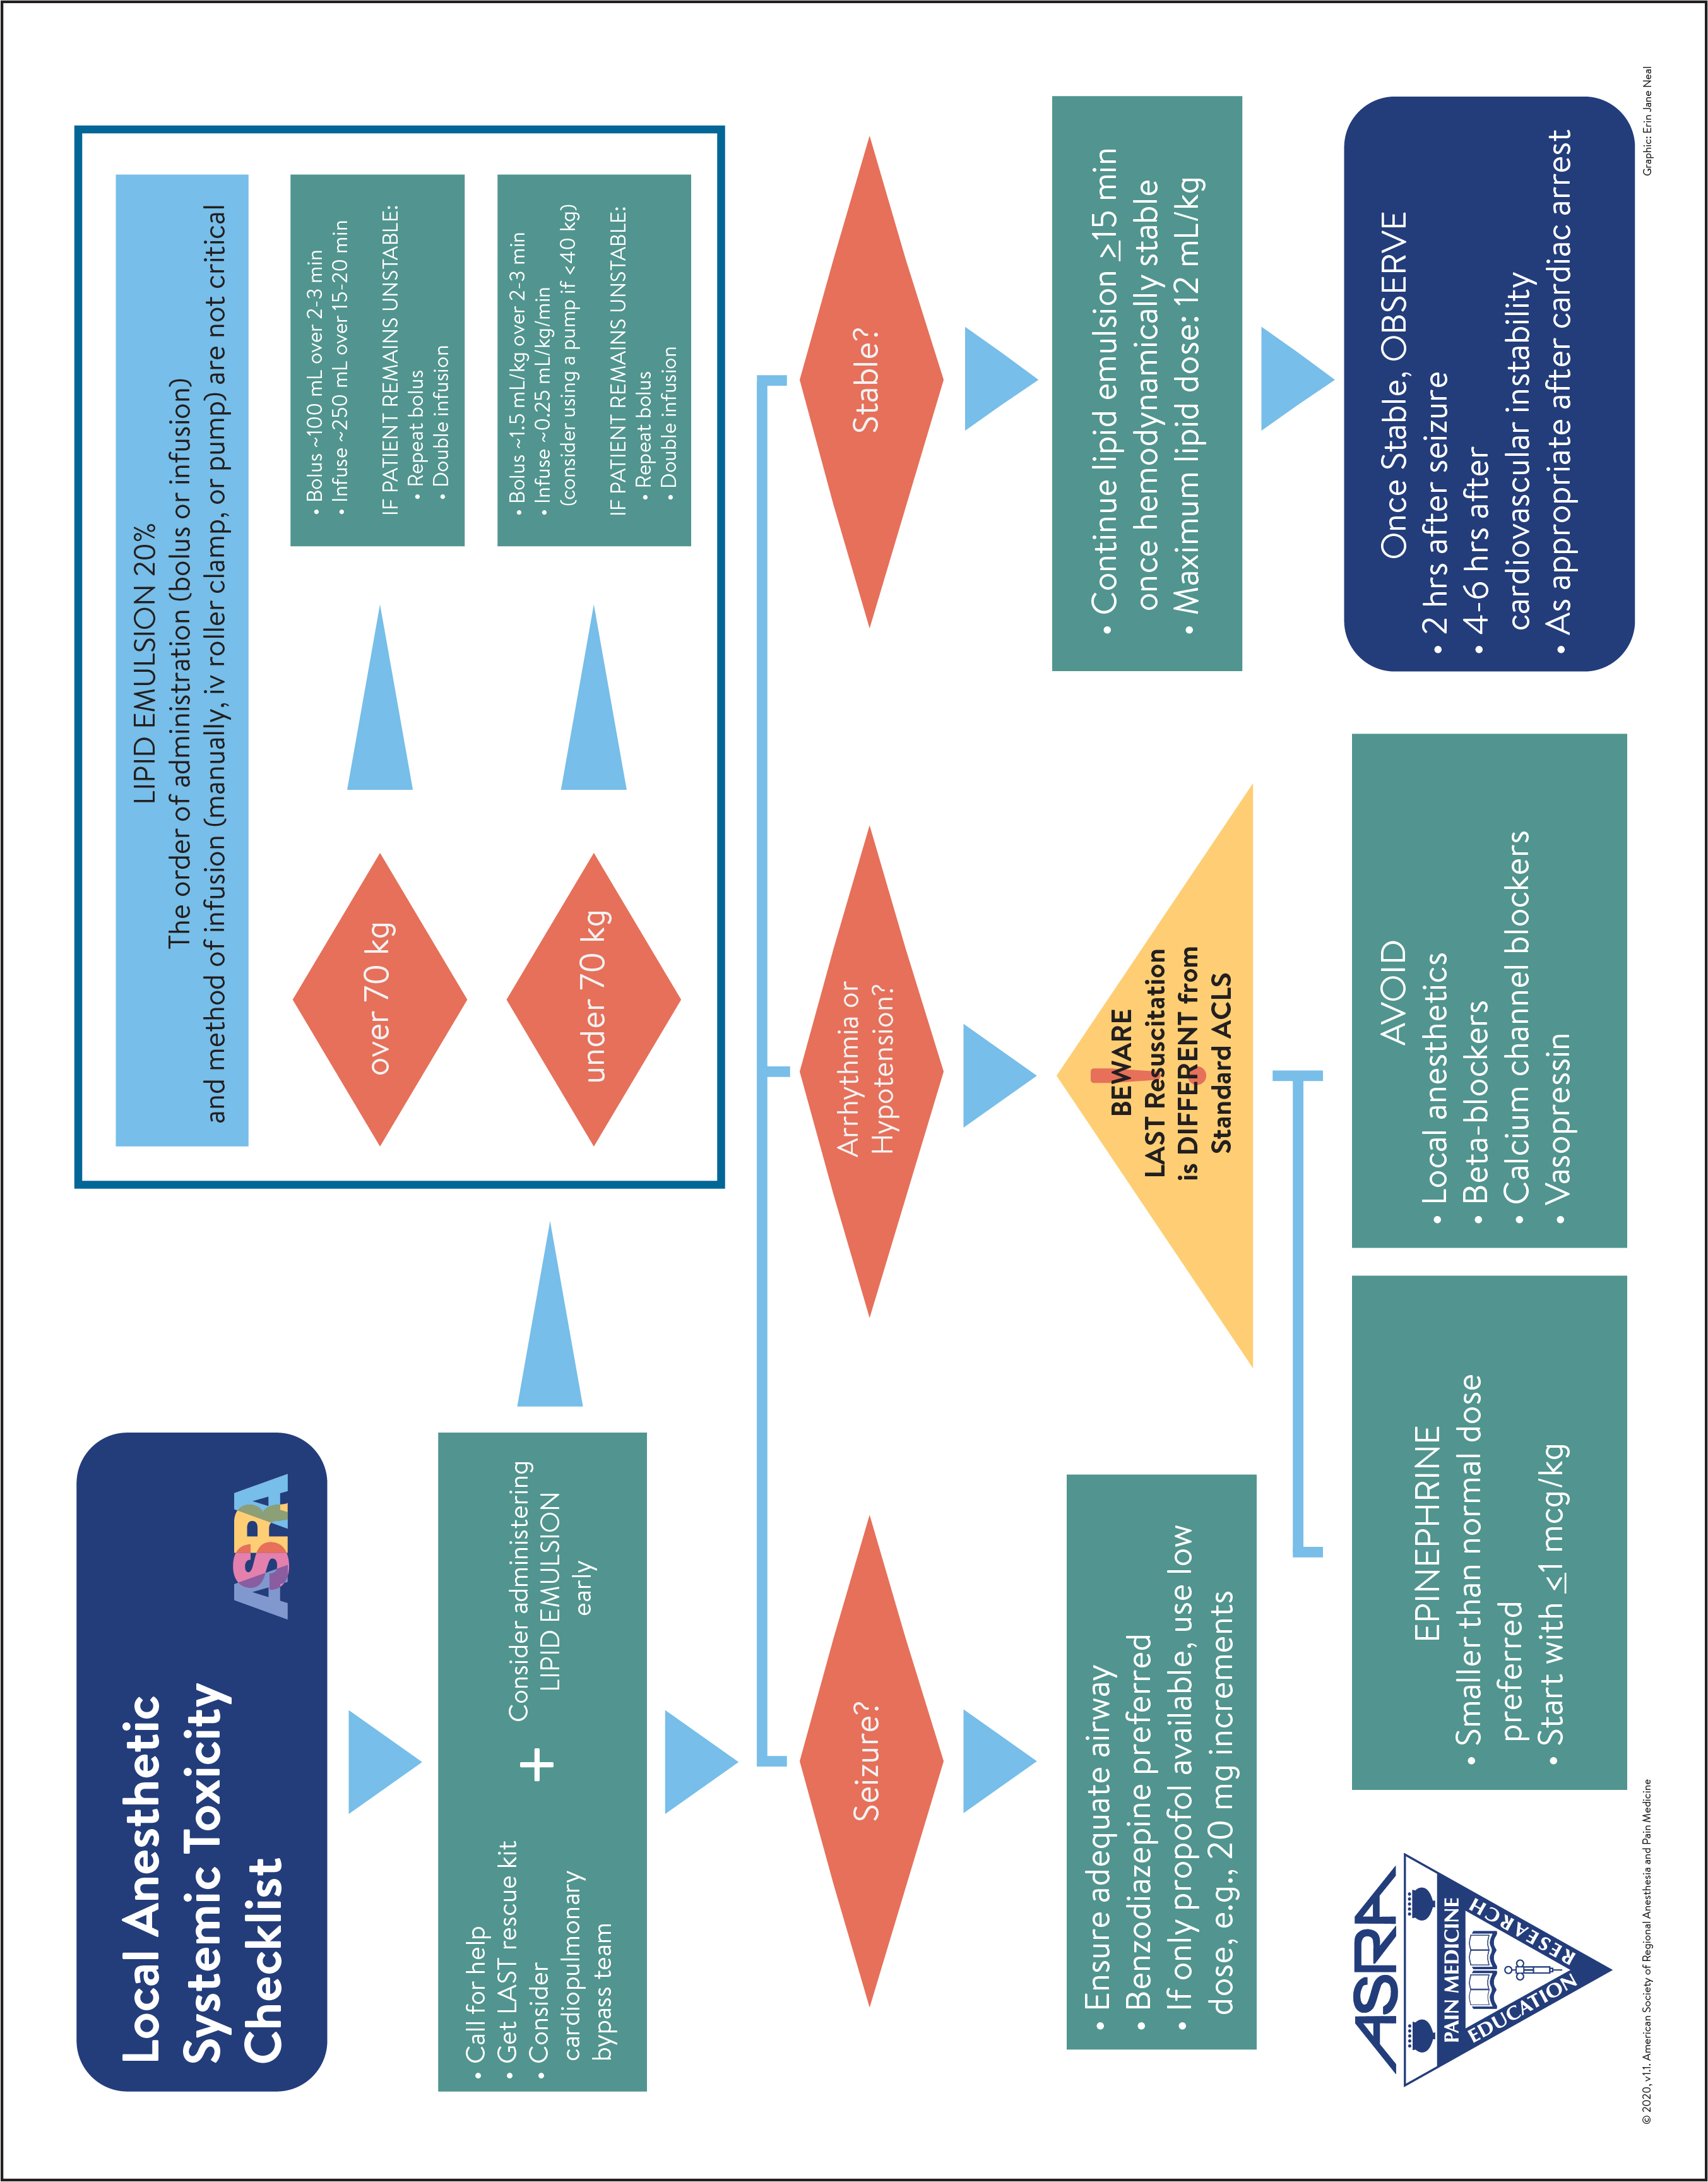 Local Anesthetic
Systemic Toxicity
Checklist
ASRA
• Call for help
• Get LAST rescue kit
• Consider
cardiopulmonary
bypass team
+
Consider administering
LIPID EMULSION
early
LIPID EMULSION 20%
The order of administration (bolus or infusion)
and method of infusion (manually, iv roller clamp, or pump) are not critical
over 70 kg
• Bolus ~100 mL over 2-3 min
• Infuse ~250 mL over 15-20 min
IF PATIENT REMAINS UNSTABLE:
• Repeat bolus
• Double infusion
under 70 kg
• Bolus ~1.5 mL/kg over 2-3 min
• Infuse ~0.25 mL/kg/min
(consider using a pump if <40 kg)
IF PATIENT REMAINS UNSTABLE:
• Repeat bolus
• Double infusion
Seizure?
• Ensure adequate airway
• Benzodiazepine preferred
• If only propofol available, use low
dose, e.g., 20 mg increments
Arrhythmia or
Hypotension?
BEWARE
LAST Resuscitation
is DIFFERENT from
Standard ACLS
EPINEPHRINE
• Smaller than normal dose
preferred
• Start with ≤1 mcg/kg
AVOID
• Local anesthetics
• Beta-blockers
• Calcium channel blockers
• Vasopressin
Stable?
• Continue lipid emulsion ≥15 min
once hemodynamically stable
• Maximum lipid dose: 12 mL/kg
Once Stable, OBSERVE
• 2 hrs after seizure
• 4-6 hrs after
cardiovascular instability
• As appropriate after cardiac arrest
ASRA
PAIN MEDICINE
EDUCATION
RESEARCH
© 2020, v1.1. American Society of Regional Anesthesia and Pain Medicine
Graphic: Erin Jane Neal